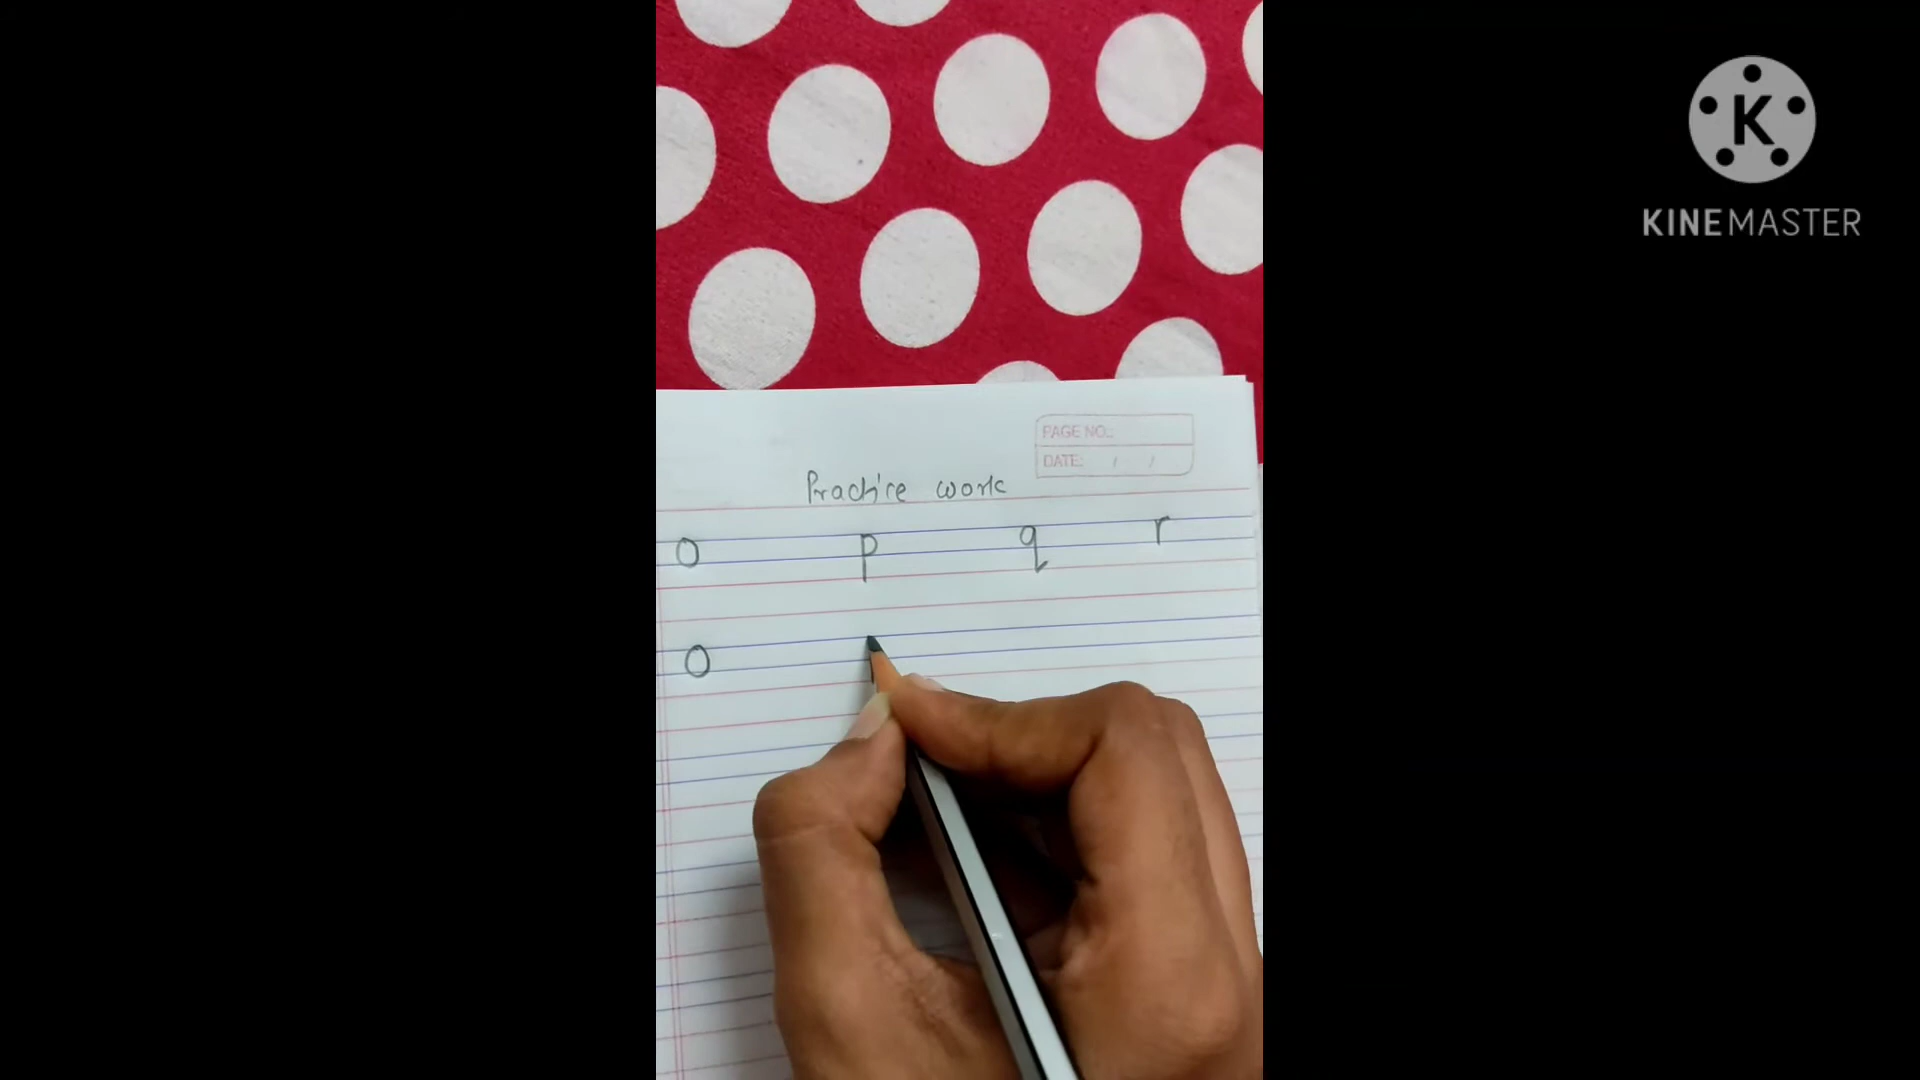 K
KINEMASTER
PAGE NO.:
DATE: / /
Practice work
o p q r
o